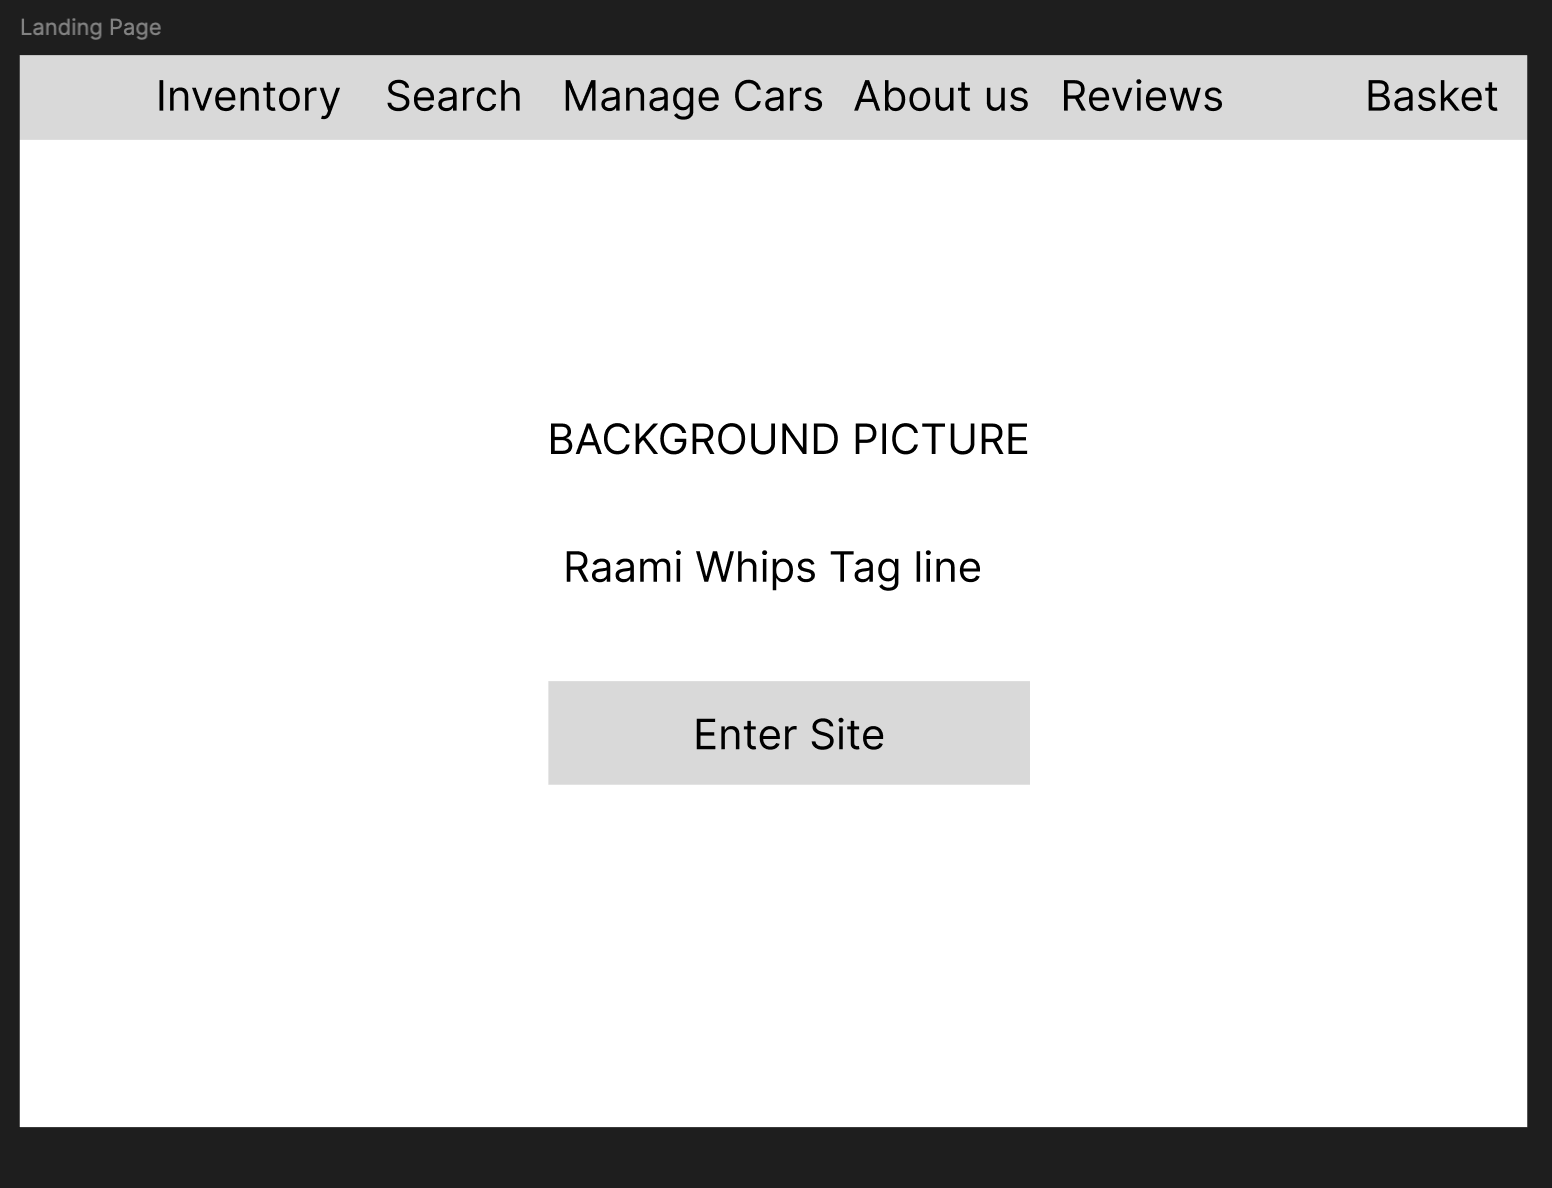 Landing Page
Inventory Search Manage Cars About us Reviews Basket
BACKGROUND PICTURE
Raami Whips Tag line
Enter Site